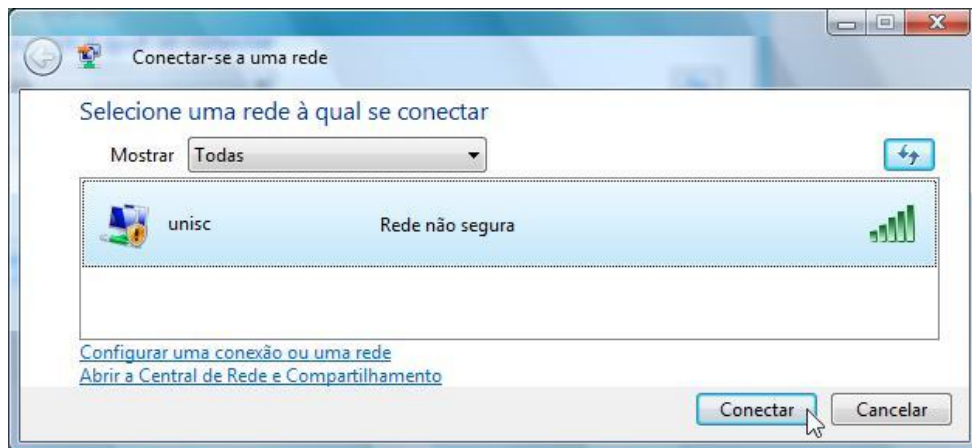 Conectar-se a uma rede
Selecione uma rede à qual se conectar
Mostrar Todas
unisc Rede não segura
Configurar uma conexão ou uma rede
Abrir a Central de Rede e Compartilhamento
Conectar Cancelar